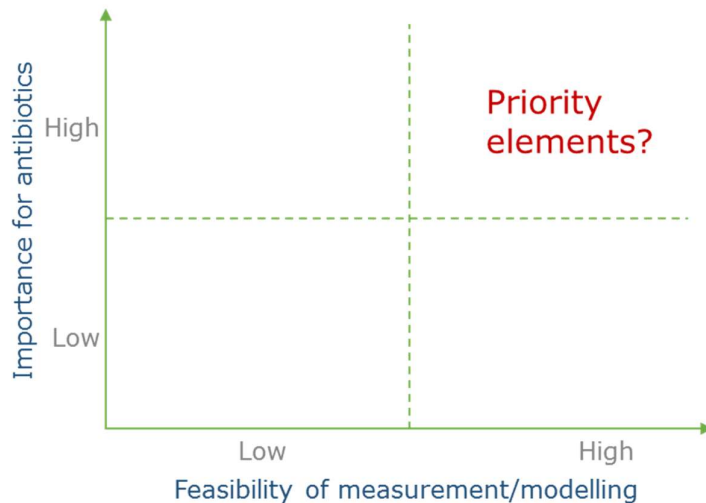 Importance for antibiotics
High
Priority
elements?
Low
Low
High
Feasibility of measurement/modelling